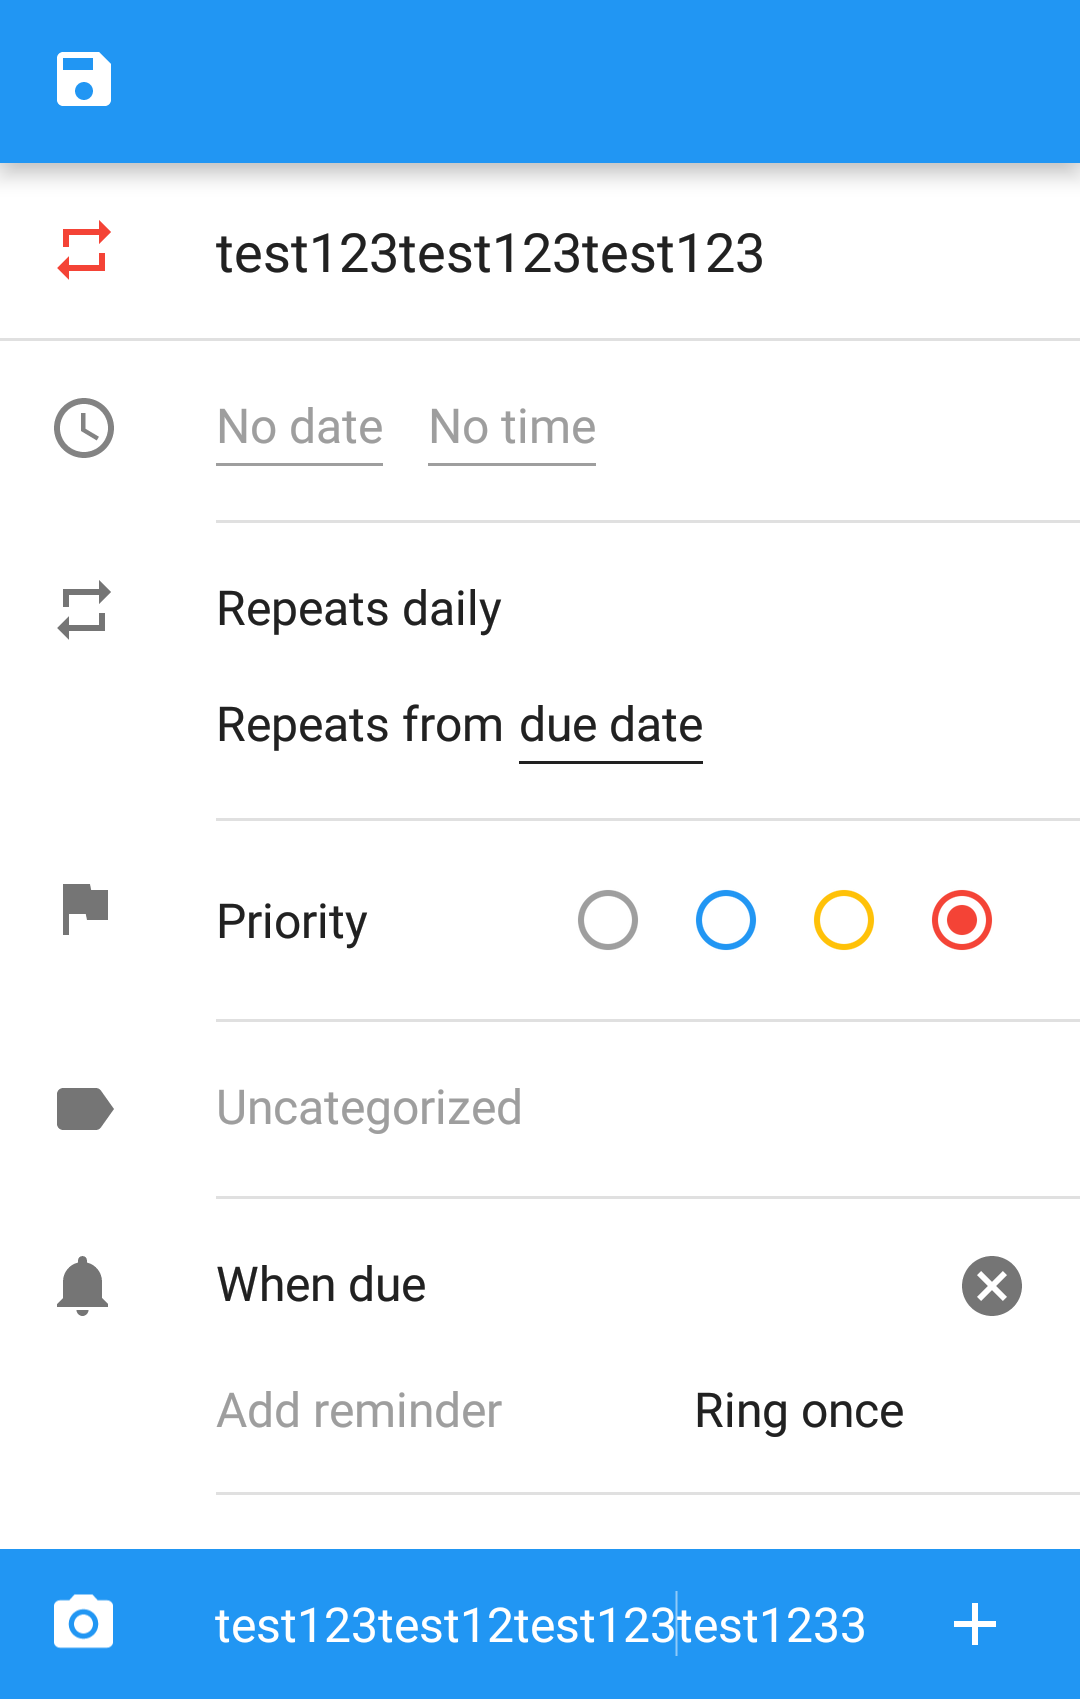 test123test123test123
No date No time
Repeats daily
Repeats from due date
Priority
Uncategorized
When due
Add reminder Ring once
test123test12test123test1233